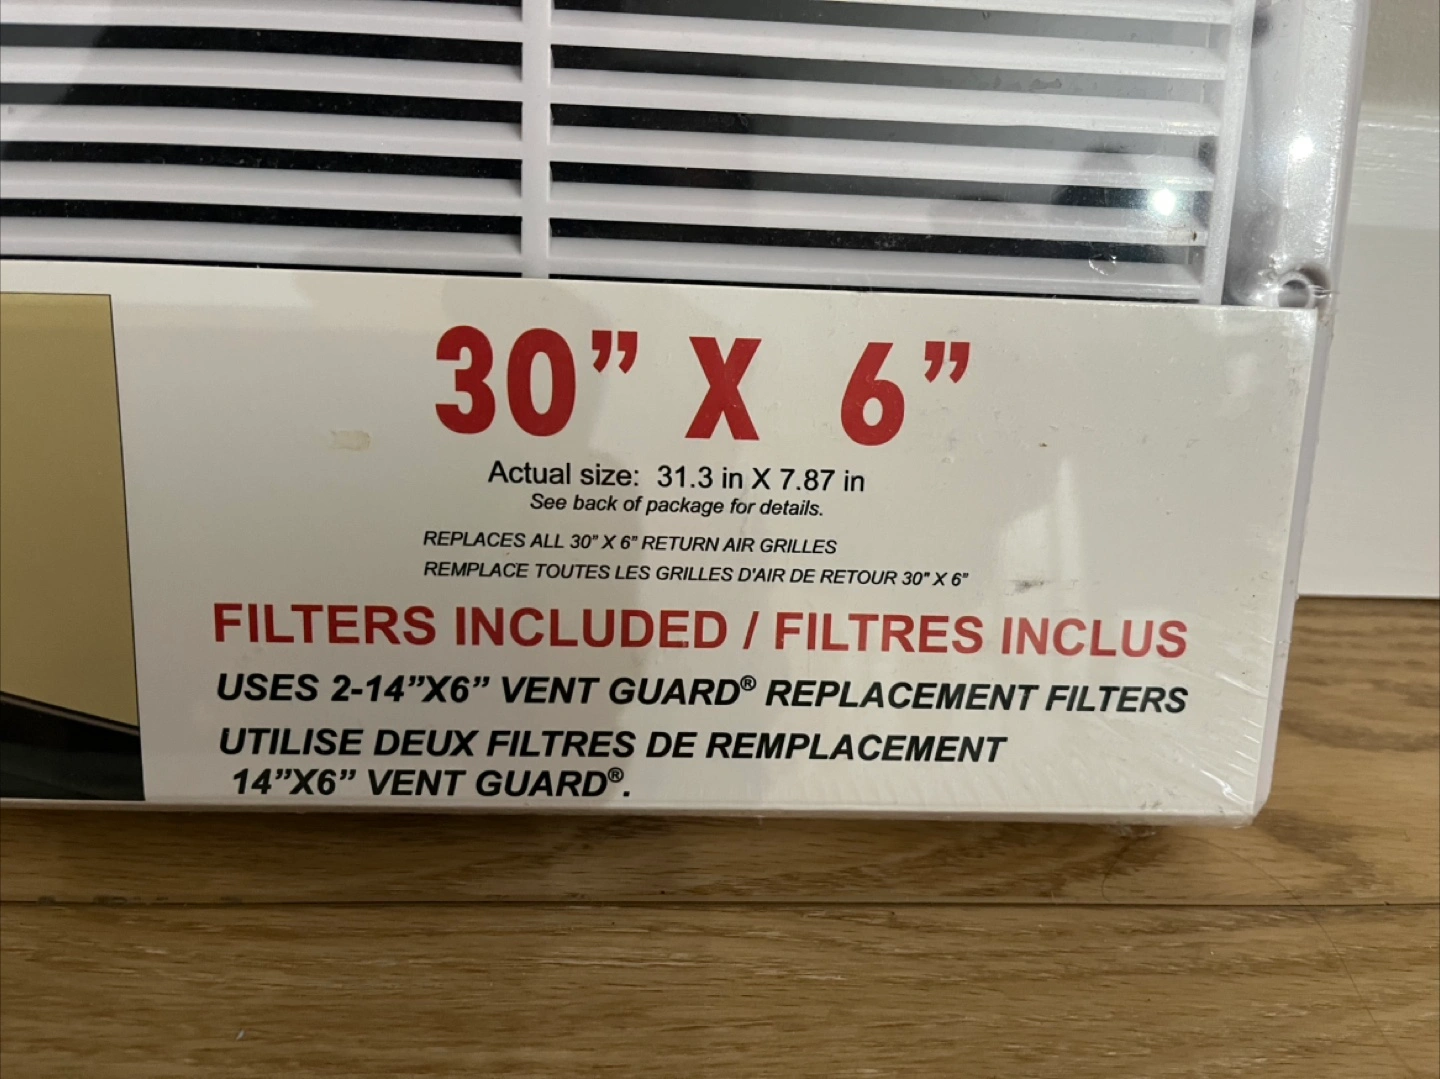 30” X 6”
Actual size: 31.3 in X 7.87 in
See back of package for details.
REPLACES ALL 30” X 6” RETURN AIR GRILLES
REMPLACE TOUTES LES GRILLES D'AIR DE RETOUR 30" X 6"
FILTERS INCLUDED / FILTRES INCLUS
USES 2-14”X6” VENT GUARD® REPLACEMENT FILTERS
UTILISE DEUX FILTRES DE REMPLACEMENT
14”X6” VENT GUARD®.